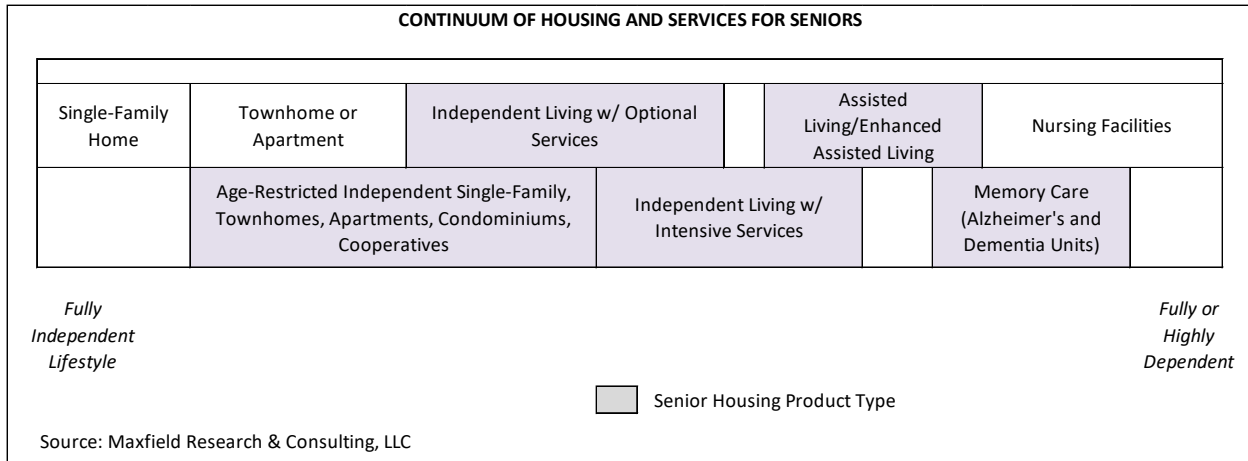 CONTINUUM OF HOUSING AND SERVICES FOR SENIORS
Single-Family
Home
Townhome or
Apartment
Independent Living w/ Optional
Services
Assisted
Living/Enhanced
Assisted Living
Nursing Facilities
Age-Restricted Independent Single-Family,
Townhomes, Apartments, Condominiums,
Cooperatives
Independent Living w/
Intensive Services
Memory Care
(Alzheimer's and
Dementia Units)
Fully
Independent
Lifestyle
Fully or
Highly
Dependent
Senior Housing Product Type
Source: Maxfield Research & Consulting, LLC